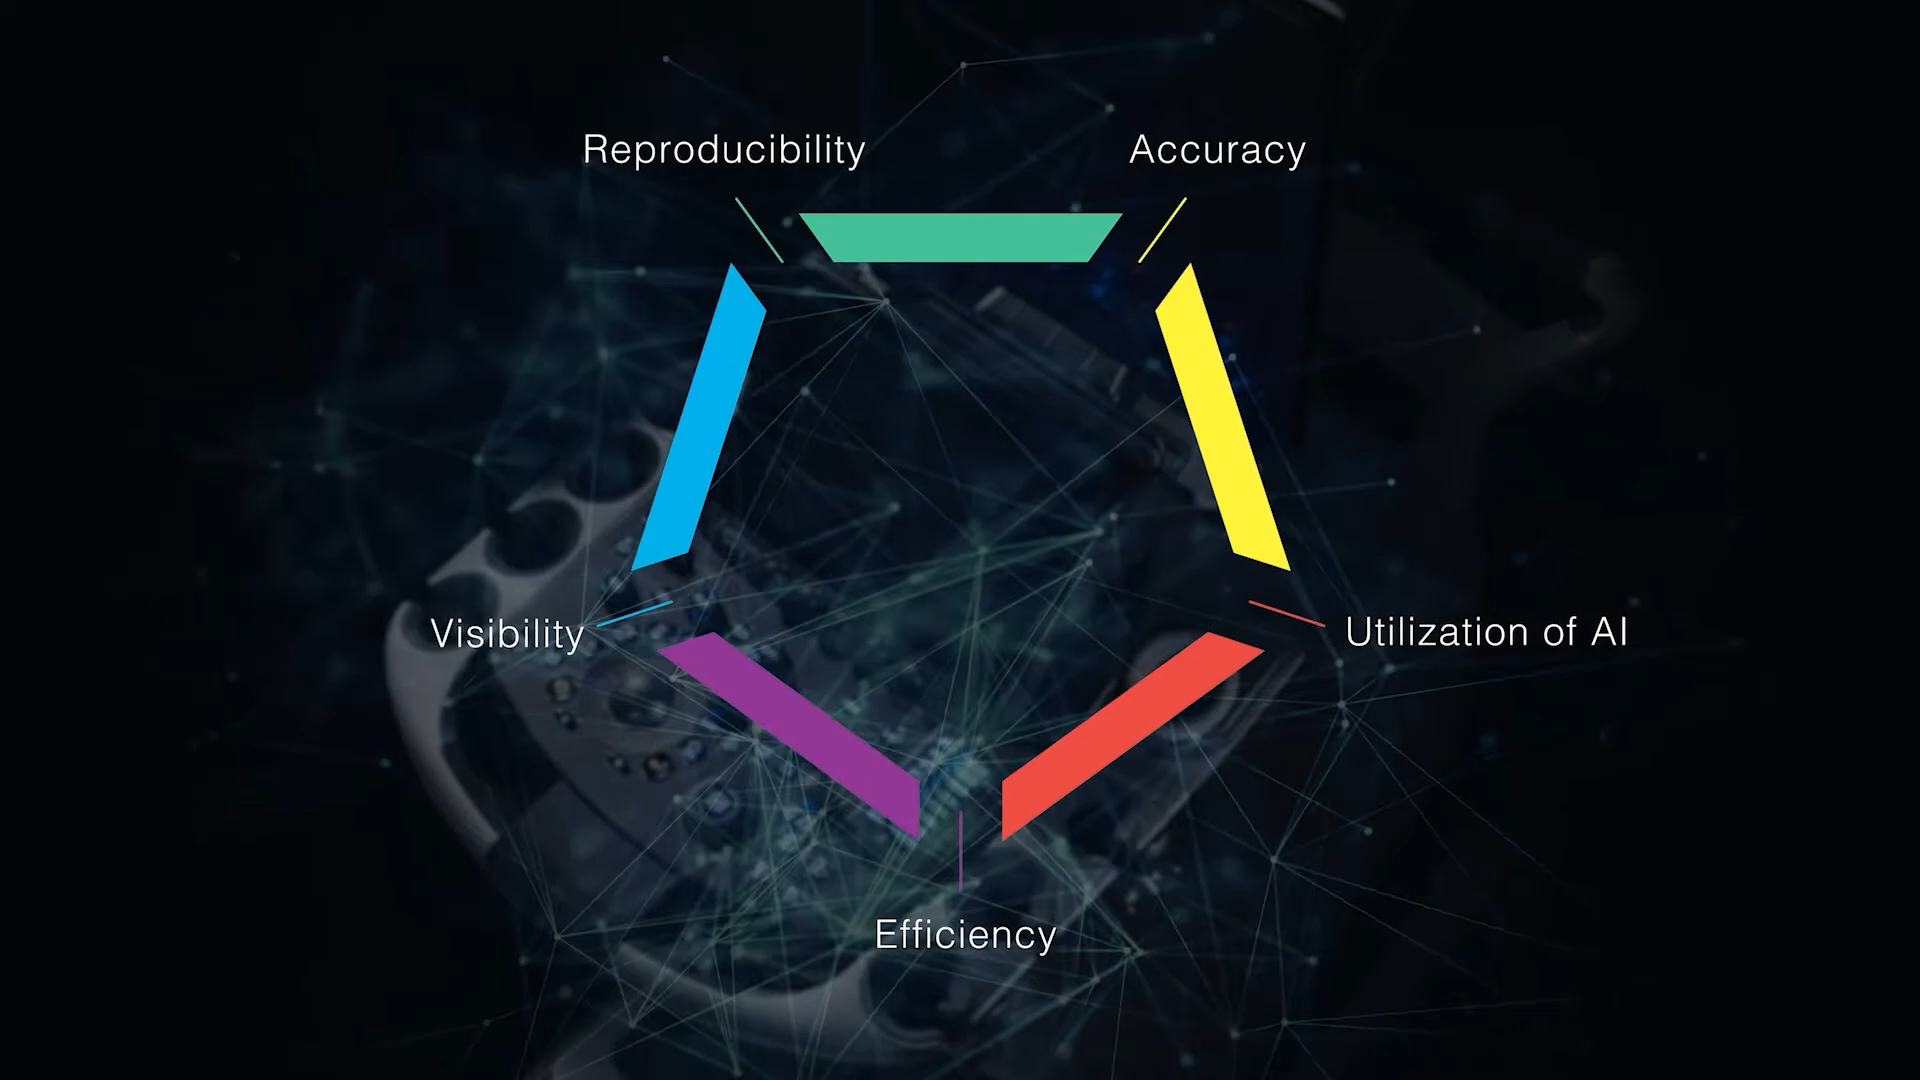 Reproducibility
Accuracy
Visibility
Utilization of AI
Efficiency